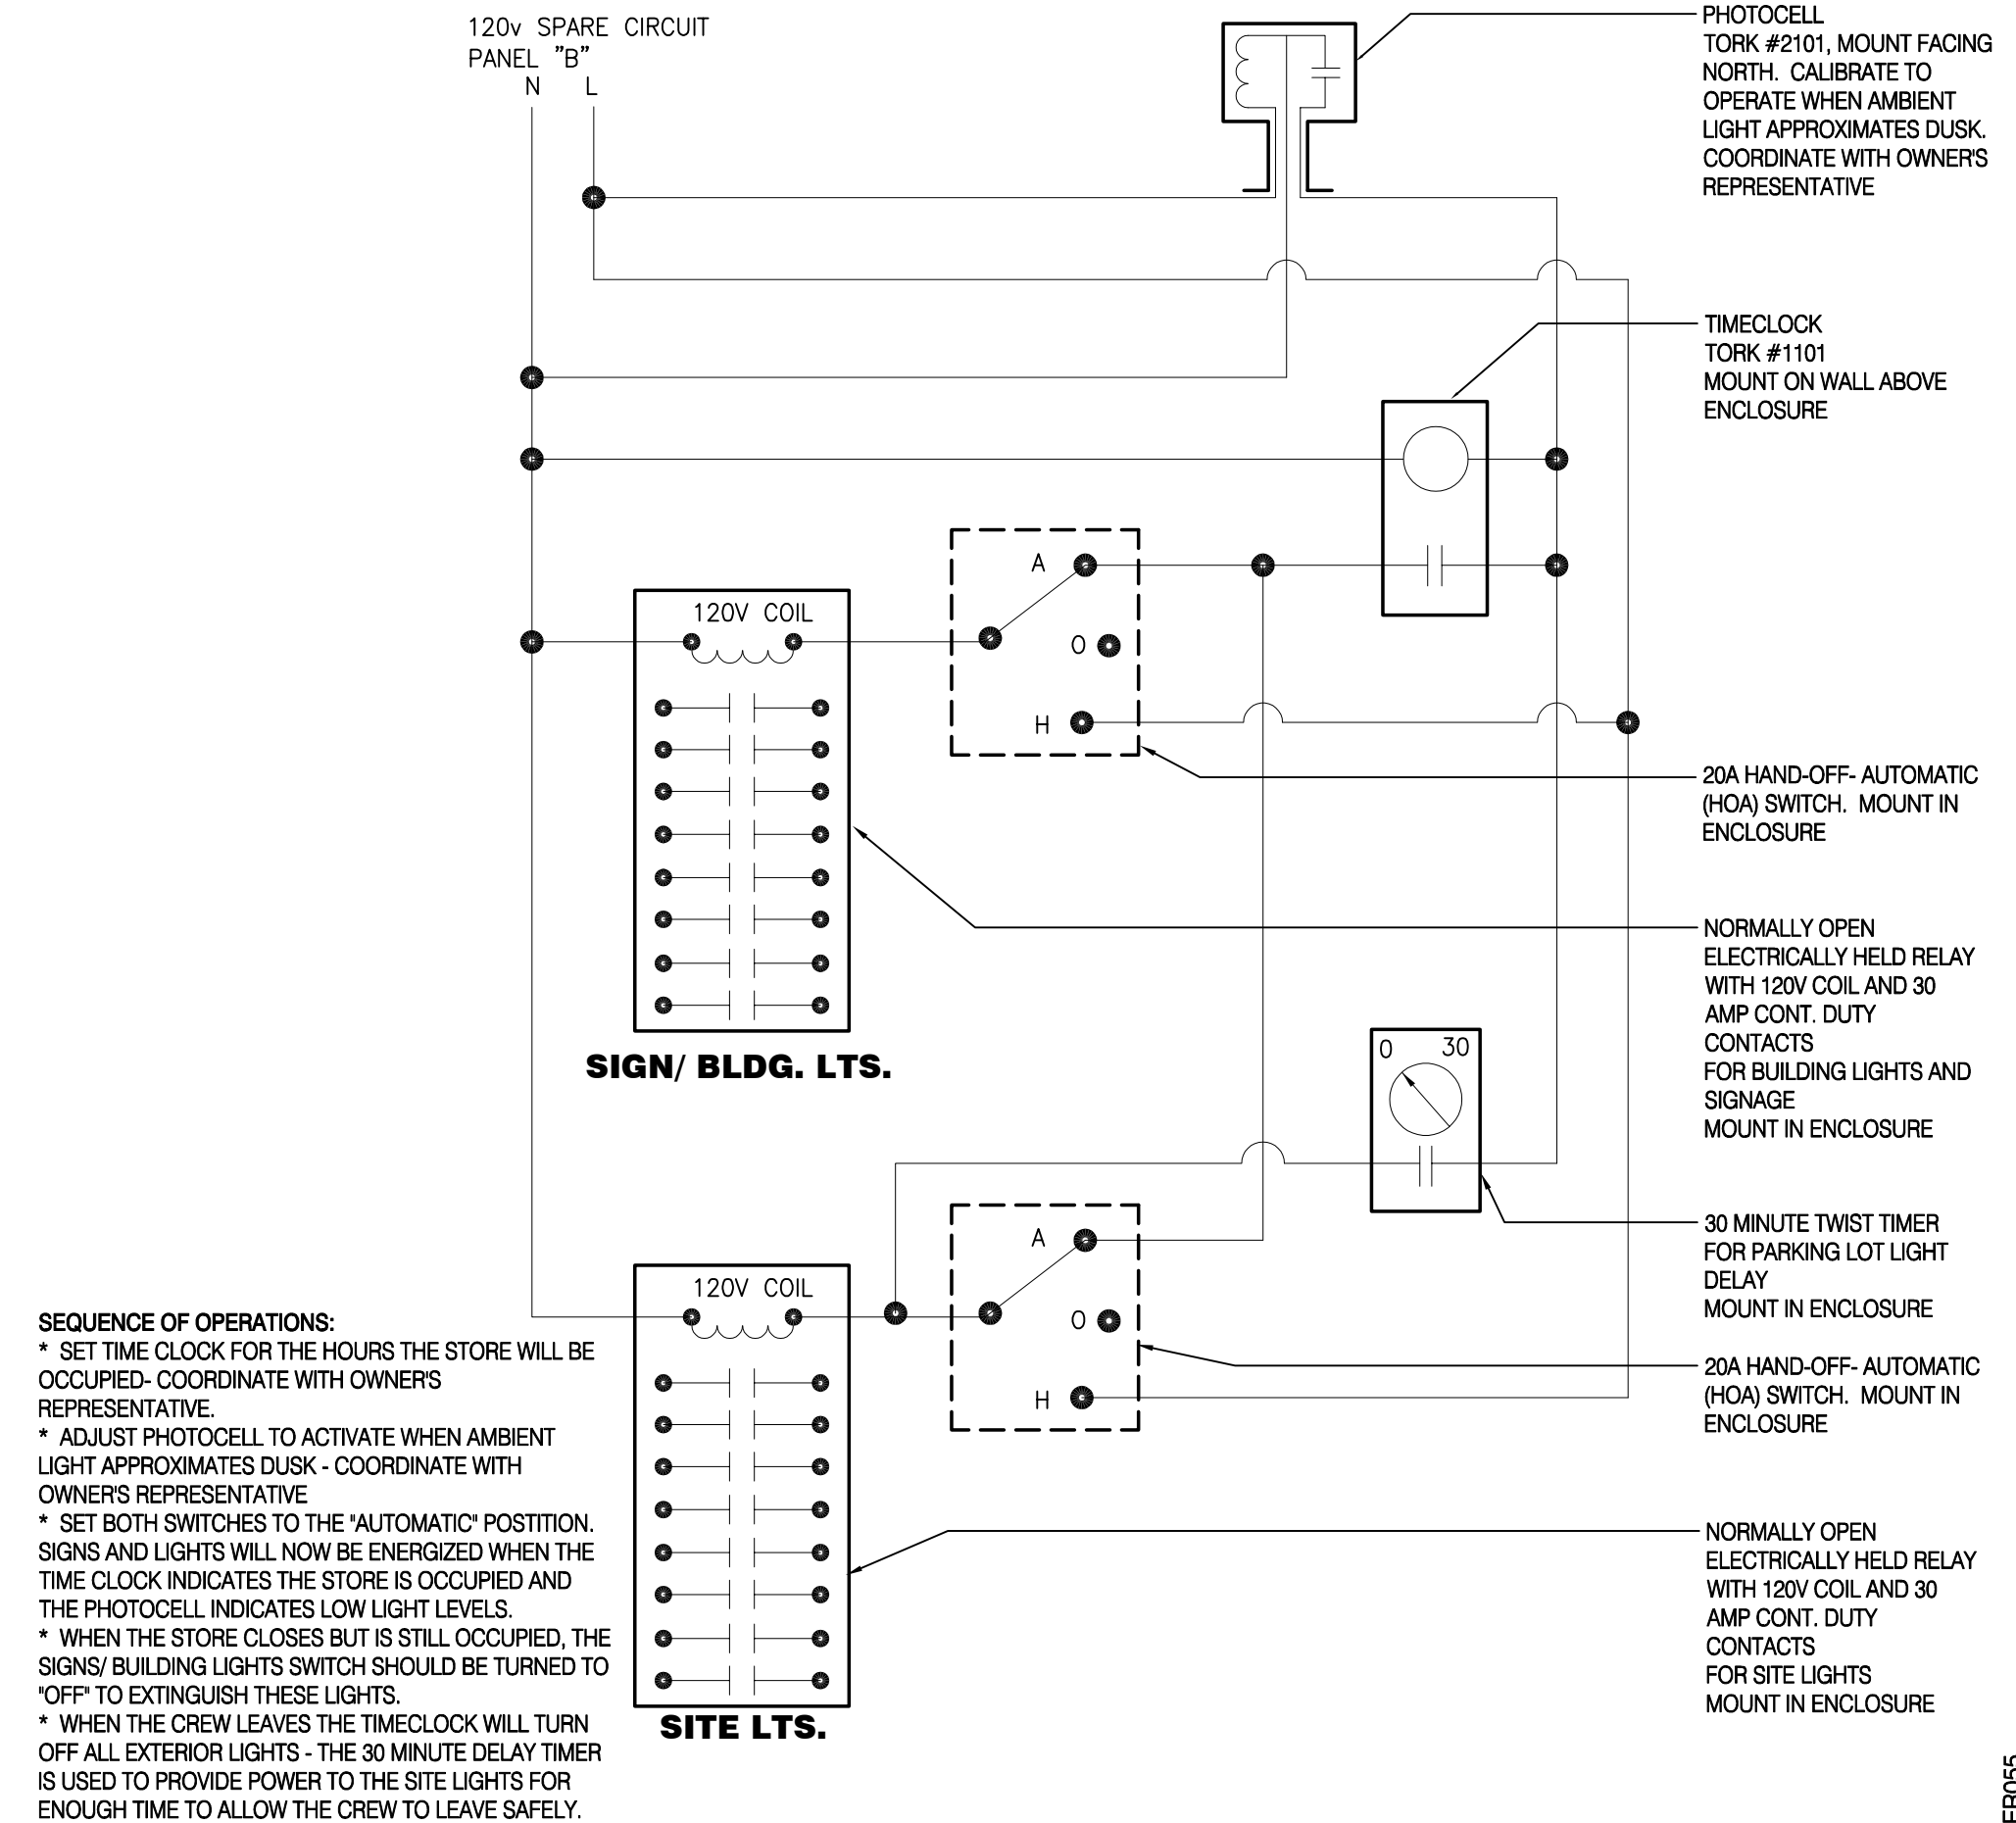 120v SPARE CIRCUIT
PANEL "B"
N L
PHOTOCELL
TORK #2101, MOUNT FACING
NORTH. CALIBRATE TO
OPERATE WHEN AMBIENT
LIGHT APPROXIMATES DUSK.
COORDINATE WITH OWNER'S
REPRESENTATIVE
TIMECLOCK
TORK #1101
MOUNT ON WALL ABOVE
ENCLOSURE
A
O
H
120V COIL
20A HAND-OFF- AUTOMATIC
(HOA) SWITCH. MOUNT IN
ENCLOSURE
NORMALLY OPEN
ELECTRICALLY HELD RELAY
WITH 120V COIL AND 30
AMP CONT. DUTY
CONTACTS
FOR BUILDING LIGHTS AND
SIGNAGE
MOUNT IN ENCLOSURE
SIGN/ BLDG. LTS.
0 30
30 MINUTE TWIST TIMER
FOR PARKING LOT LIGHT
DELAY
MOUNT IN ENCLOSURE
A
O
H
120V COIL
20A HAND-OFF- AUTOMATIC
(HOA) SWITCH. MOUNT IN
ENCLOSURE
NORMALLY OPEN
ELECTRICALLY HELD RELAY
WITH 120V COIL AND 30
AMP CONT. DUTY
CONTACTS
FOR SITE LIGHTS
MOUNT IN ENCLOSURE
SITE LTS.
SEQUENCE OF OPERATIONS:
* SET TIME CLOCK FOR THE HOURS THE STORE WILL BE
OCCUPIED- COORDINATE WITH OWNER'S
REPRESENTATIVE.
* ADJUST PHOTOCELL TO ACTIVATE WHEN AMBIENT
LIGHT APPROXIMATES DUSK - COORDINATE WITH
OWNER'S REPRESENTATIVE
* SET BOTH SWITCHES TO THE "AUTOMATIC" POSTITION.
SIGNS AND LIGHTS WILL NOW BE ENERGIZED WHEN THE
TIME CLOCK INDICATES THE STORE IS OCCUPIED AND
THE PHOTOCELL INDICATES LOW LIGHT LEVELS.
* WHEN THE STORE CLOSES BUT IS STILL OCCUPIED, THE
SIGNS/ BUILDING LIGHTS SWITCH SHOULD BE TURNED TO
"OFF" TO EXTINGUISH THESE LIGHTS.
* WHEN THE CREW LEAVES THE TIMECLOCK WILL TURN
OFF ALL EXTERIOR LIGHTS - THE 30 MINUTE DELAY TIMER
IS USED TO PROVIDE POWER TO THE SITE LIGHTS FOR
ENOUGH TIME TO ALLOW THE CREW TO LEAVE SAFELY.